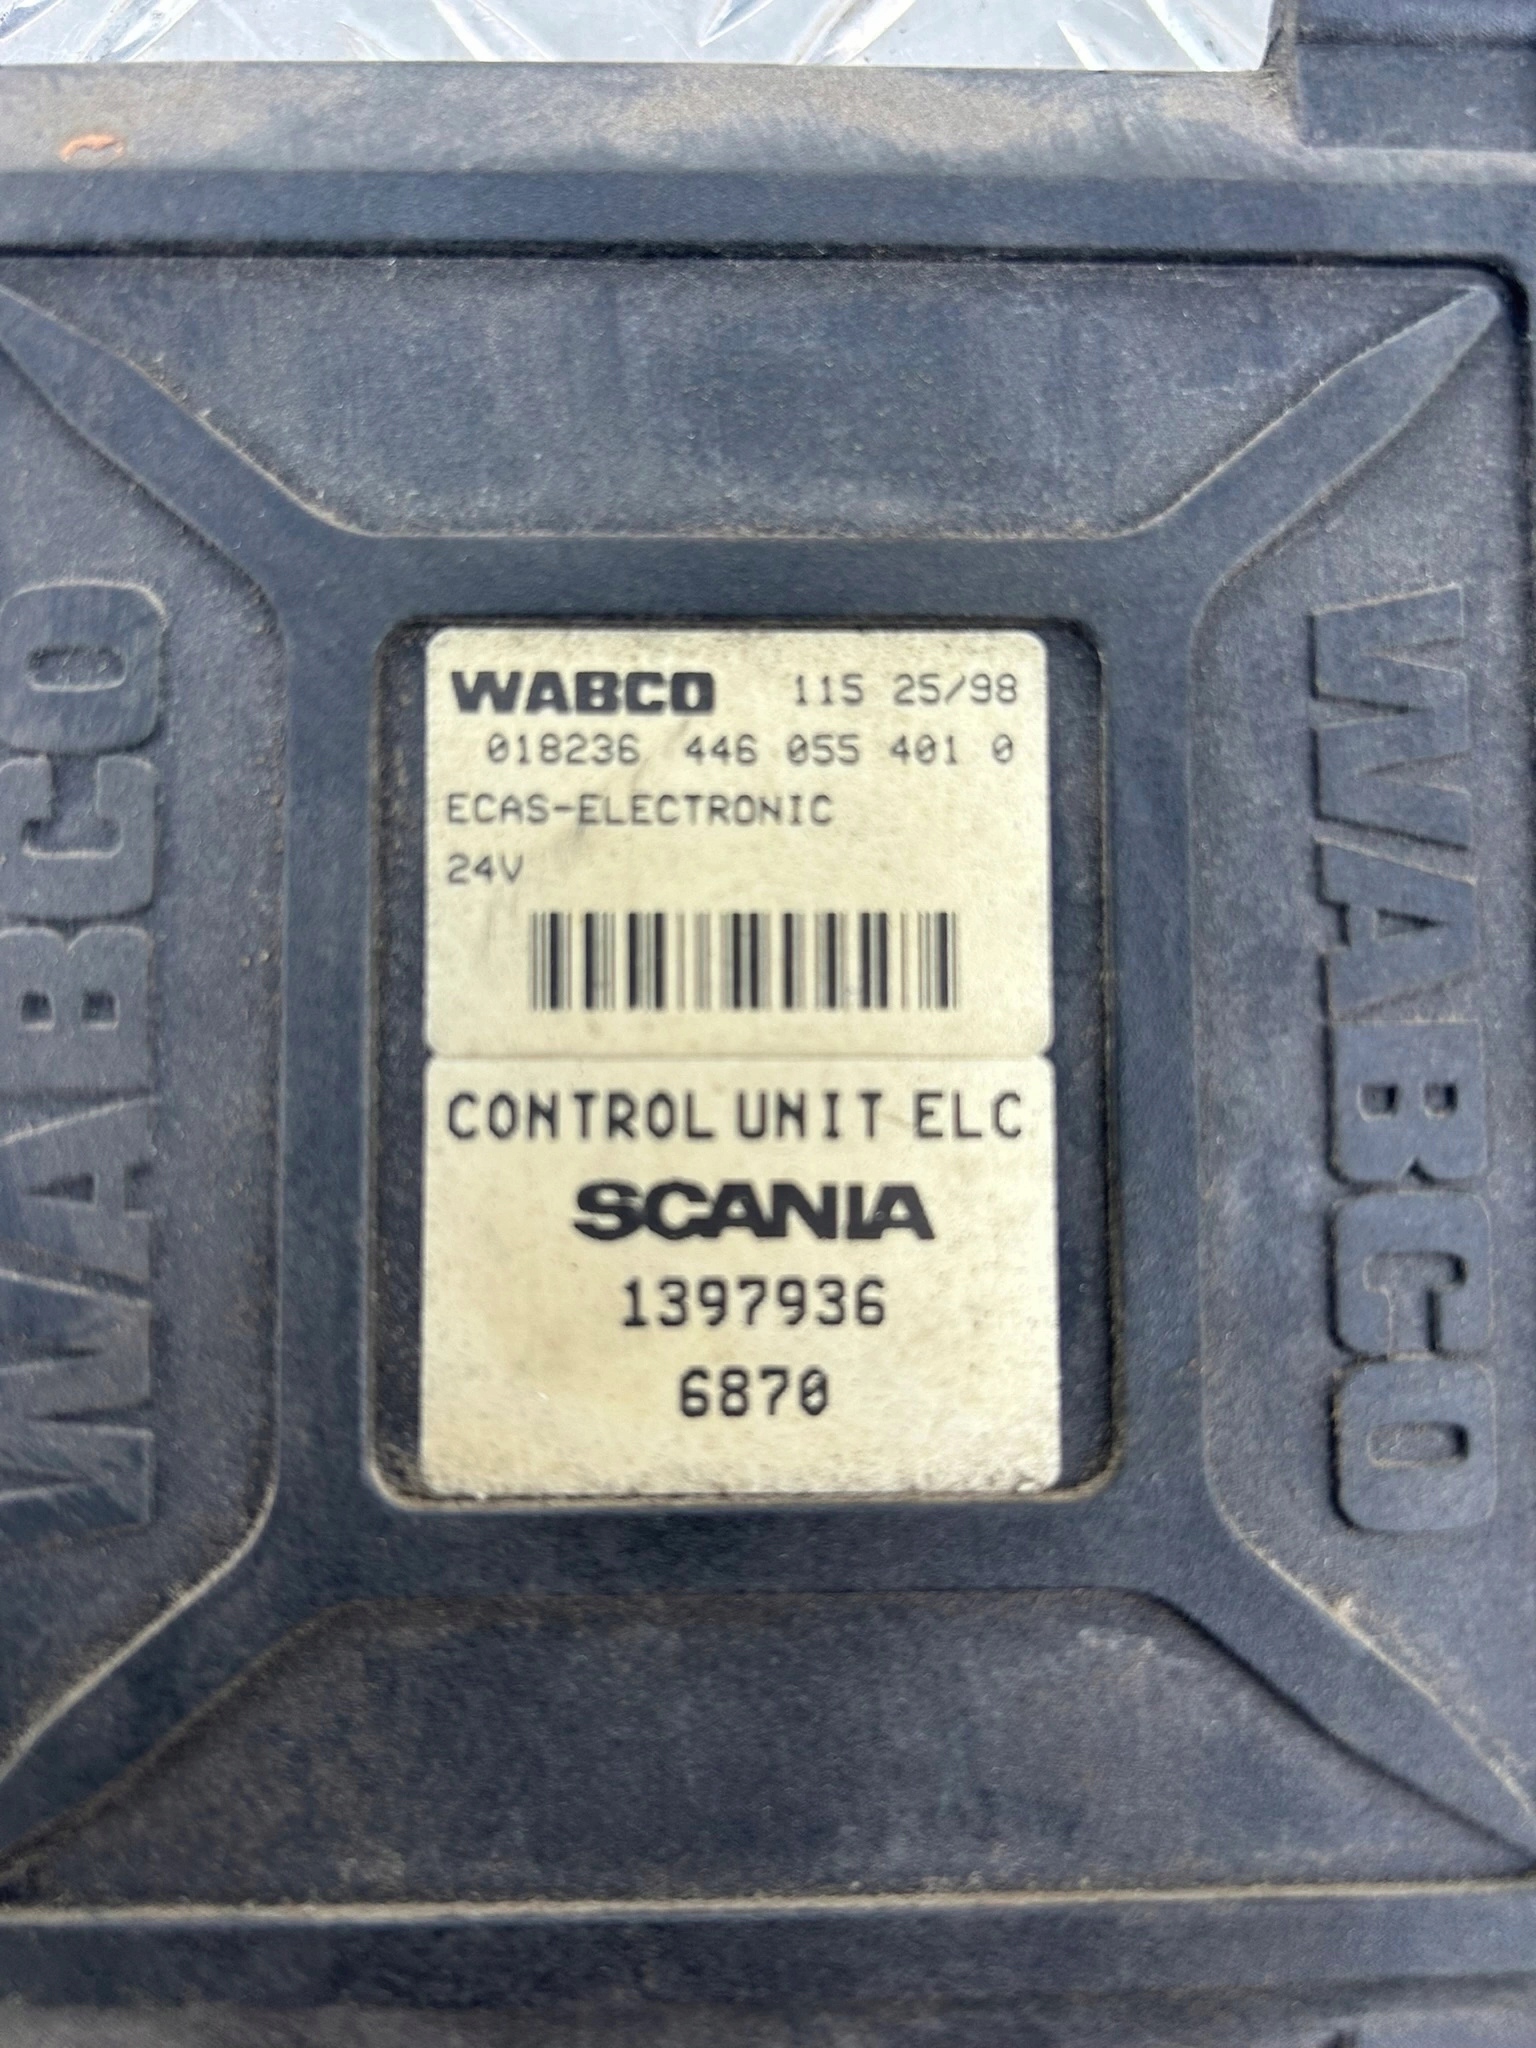 WABCO 115 25/98
018236 446 055 401 0
ECAS-ELECTRONIC
24V
CONTROL UNIT ELC
SCANIA
1397936
6870
WABCO
WABCO